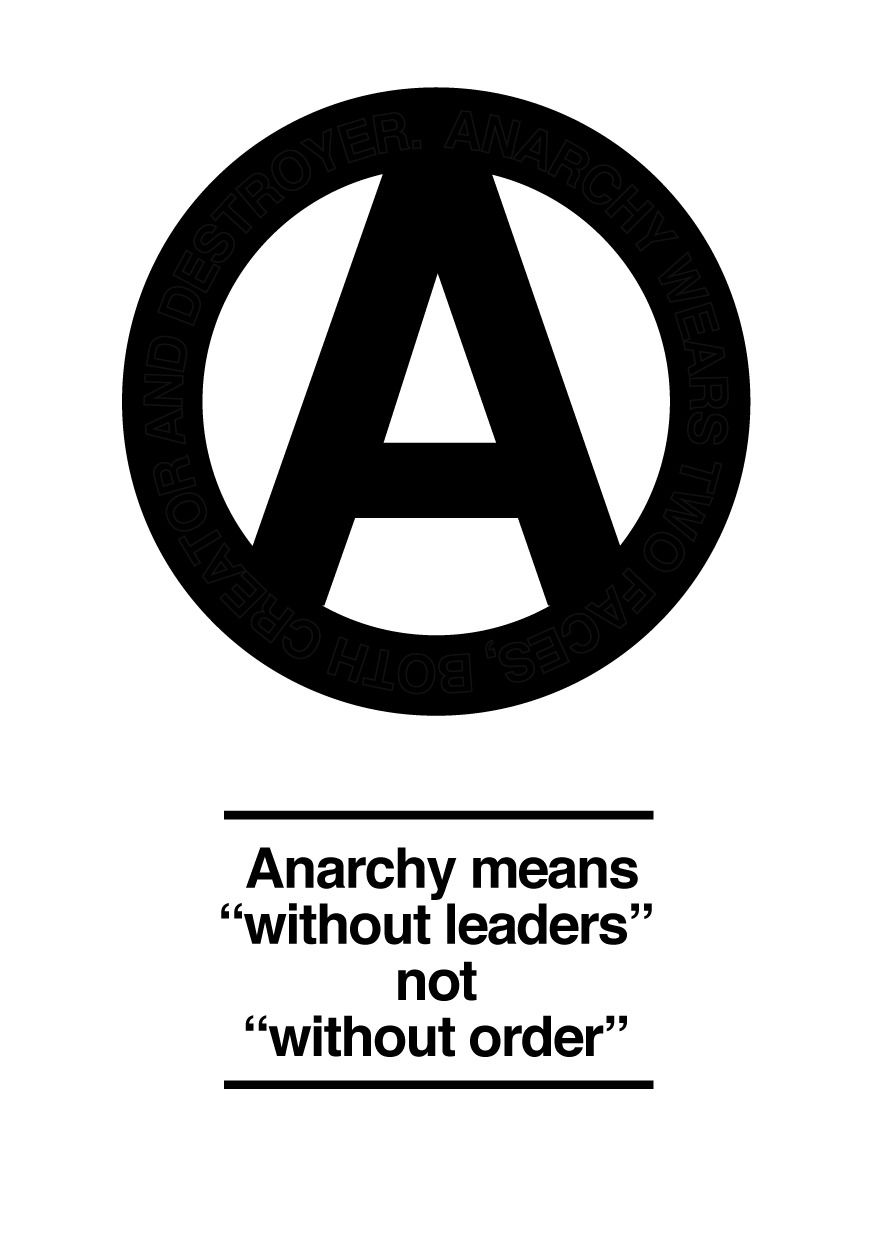 ANARCHY WEARS TWO FACES, BOTH CREATOR AND DESTROYER.
A
Anarchy means
“without leaders”
not
“without order”